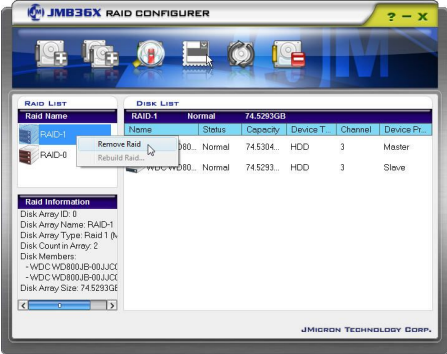 JMB36X RAID CONFIGURER
? – X
RAID LIST
Raid Name
RAID-1
RAID-0
Remove Raid
Rebuild Raid...
DISK LIST
RAID-1 Normal 74.5293GB
Name Status Capacity Device T... Channel Device Pr...
D80... Normal 74.5304... HDD 3 Master
WDC WD80... Normal 74.5293... HDD 3 Slave
Raid Information
Disk Array ID: 0
Disk Array Name: RAID-1
Disk Array Type: Raid 1 (M
Disk Count in Array: 2
Disk Members:
- WDC WD800JB-00JJC0
- WDC WD800JB-00JJC0
Disk Array Size: 74.5293GB
JMICRON TECHNOLOGY CORP.